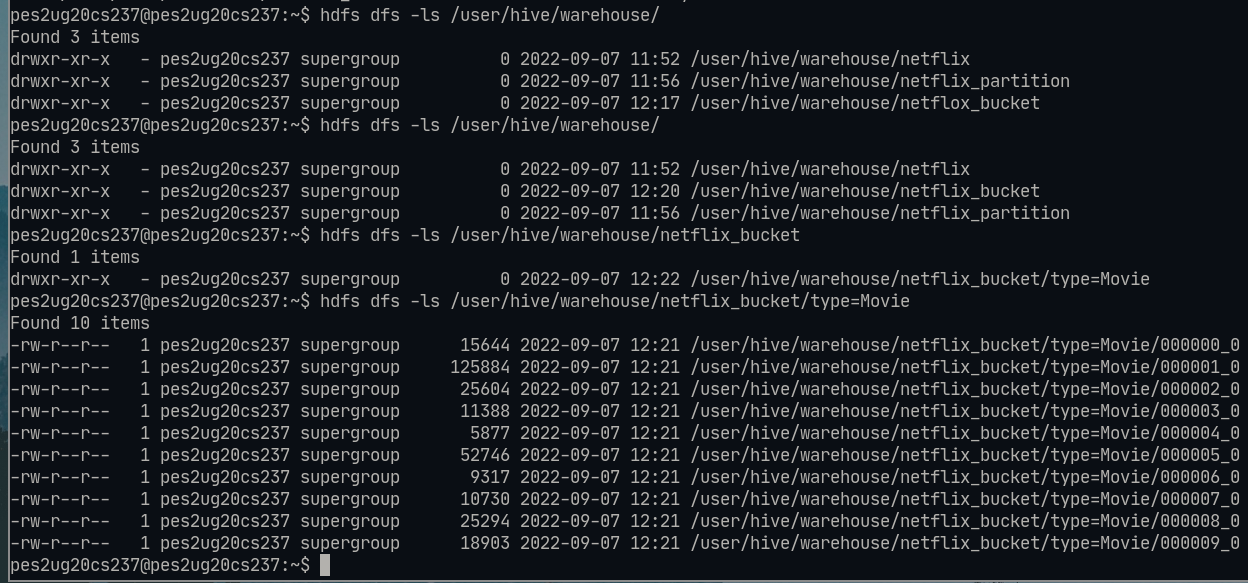 pes2ug20cs237@pes2ug20cs237:~$ hdfs dfs -ls /user/hive/warehouse/
Found 3 items
drwxr-xr-x   - pes2ug20cs237 supergroup          0 2022-09-07 11:52 /user/hive/warehouse/netflix
drwxr-xr-x   - pes2ug20cs237 supergroup          0 2022-09-07 11:56 /user/hive/warehouse/netflix_partition
drwxr-xr-x   - pes2ug20cs237 supergroup          0 2022-09-07 12:17 /user/hive/warehouse/netflox_bucket
pes2ug20cs237@pes2ug20cs237:~$ hdfs dfs -ls /user/hive/warehouse/
Found 3 items
drwxr-xr-x   - pes2ug20cs237 supergroup          0 2022-09-07 11:52 /user/hive/warehouse/netflix
drwxr-xr-x   - pes2ug20cs237 supergroup          0 2022-09-07 12:20 /user/hive/warehouse/netflix_bucket
drwxr-xr-x   - pes2ug20cs237 supergroup          0 2022-09-07 11:56 /user/hive/warehouse/netflix_partition
pes2ug20cs237@pes2ug20cs237:~$ hdfs dfs -ls /user/hive/warehouse/netflix_bucket
Found 1 items
drwxr-xr-x   - pes2ug20cs237 supergroup          0 2022-09-07 12:22 /user/hive/warehouse/netflix_bucket/type=Movie
pes2ug20cs237@pes2ug20cs237:~$ hdfs dfs -ls /user/hive/warehouse/netflix_bucket/type=Movie
Found 10 items
-rw-r--r--   1 pes2ug20cs237 supergroup      15644 2022-09-07 12:21 /user/hive/warehouse/netflix_bucket/type=Movie/000000_0
-rw-r--r--   1 pes2ug20cs237 supergroup     125884 2022-09-07 12:21 /user/hive/warehouse/netflix_bucket/type=Movie/000001_0
-rw-r--r--   1 pes2ug20cs237 supergroup      25604 2022-09-07 12:21 /user/hive/warehouse/netflix_bucket/type=Movie/000002_0
-rw-r--r--   1 pes2ug20cs237 supergroup      11388 2022-09-07 12:21 /user/hive/warehouse/netflix_bucket/type=Movie/000003_0
-rw-r--r--   1 pes2ug20cs237 supergroup       5877 2022-09-07 12:21 /user/hive/warehouse/netflix_bucket/type=Movie/000004_0
-rw-r--r--   1 pes2ug20cs237 supergroup      52746 2022-09-07 12:21 /user/hive/warehouse/netflix_bucket/type=Movie/000005_0
-rw-r--r--   1 pes2ug20cs237 supergroup       9317 2022-09-07 12:21 /user/hive/warehouse/netflix_bucket/type=Movie/000006_0
-rw-r--r--   1 pes2ug20cs237 supergroup      10730 2022-09-07 12:21 /user/hive/warehouse/netflix_bucket/type=Movie/000007_0
-rw-r--r--   1 pes2ug20cs237 supergroup      25294 2022-09-07 12:21 /user/hive/warehouse/netflix_bucket/type=Movie/000008_0
-rw-r--r--   1 pes2ug20cs237 supergroup      18903 2022-09-07 12:21 /user/hive/warehouse/netflix_bucket/type=Movie/000009_0
pes2ug20cs237@pes2ug20cs237:~$